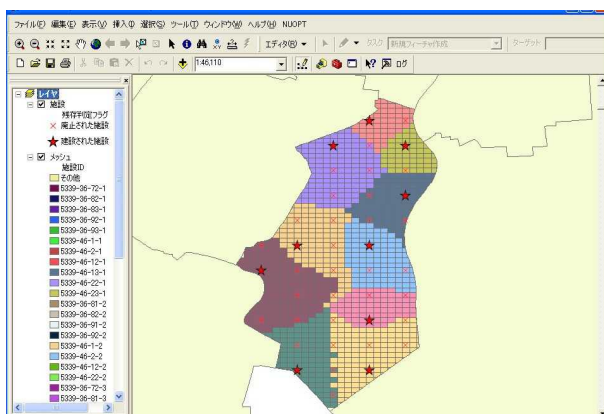 ファイル(F) 編集(E) 表示(V) 挿入(I) 選択(S) ツール(T) ウィンドウ(W) ヘルプ(H) NUOPT
エディタ(R) タスク 新規フィーチャ作成 ターゲット
1:46,110 ログ
レイヤ
施設
残存判定フラグ
廃止された施設
建設された施設
メッシュ
施設ID
その他
5339-36-72-1
5339-36-82-1
5339-36-83-1
5339-36-92-1
5339-36-93-1
5339-46-1-1
5339-46-2-1
5339-46-12-1
5339-46-13-1
5339-46-22-1
5339-46-23-1
5339-36-81-2
5339-36-82-2
5339-36-91-2
5339-36-92-2
5339-46-1-2
5339-46-2-2
5339-46-12-2
5339-46-22-2
5339-36-72-3
5339-36-81-3